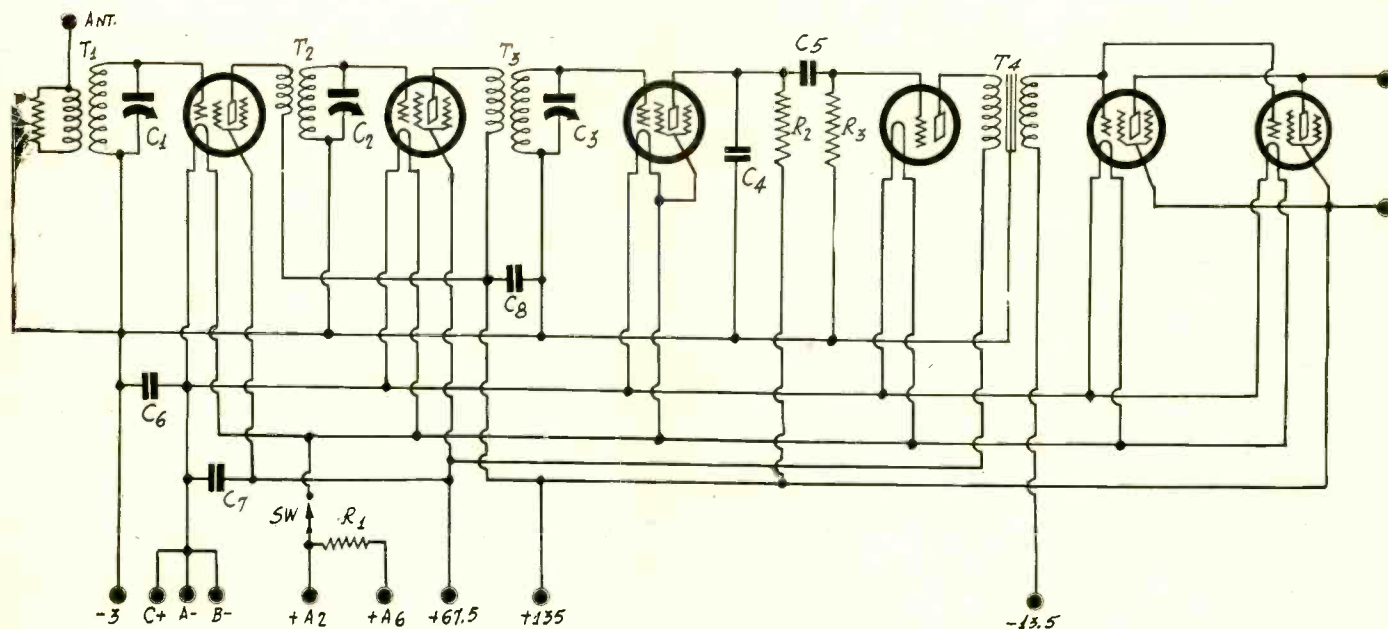 ANT.
T1
C1
T2
C2
T3
C3
C4
R2
C5
R3
T4
C8
C6
C7
SW
R1
-3
C+
A-
B-
+A2
+A6
+67.5
+135
-13.5